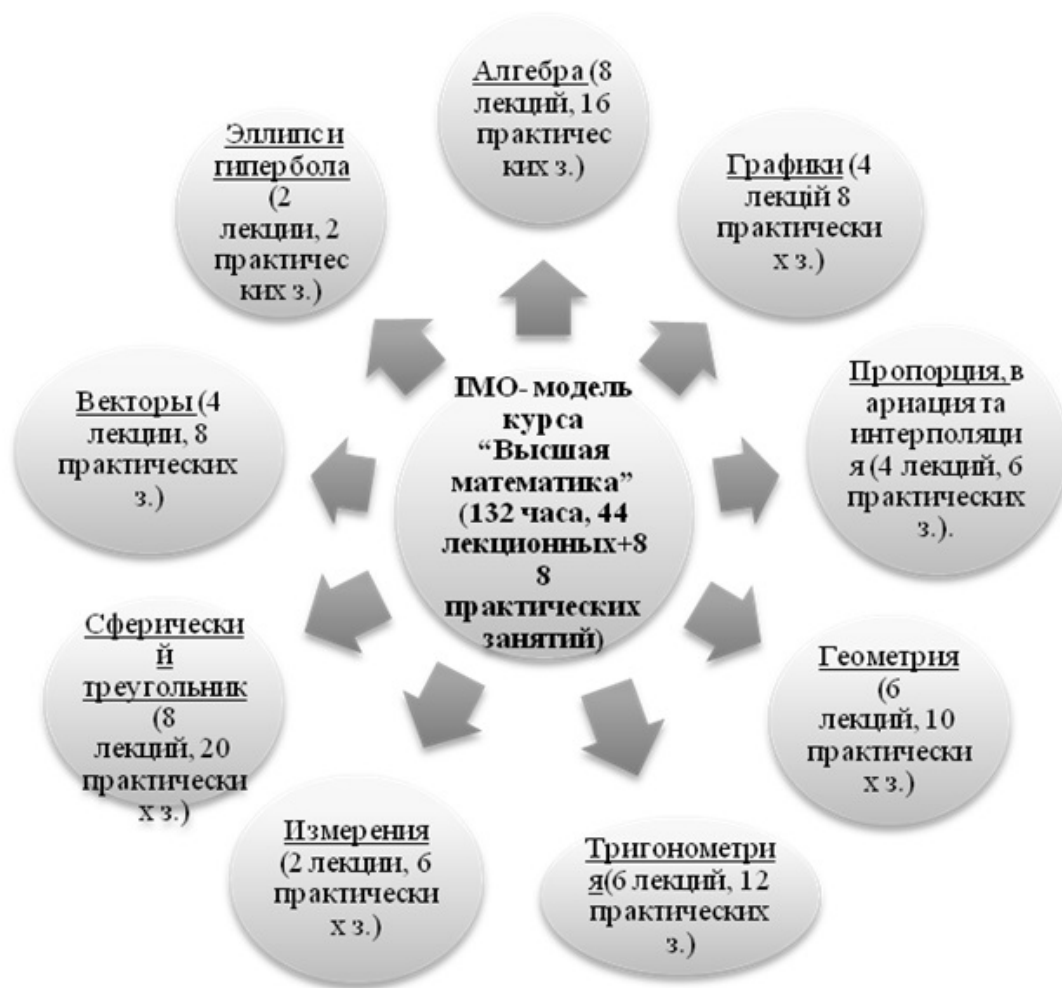 Алгебра (8
лекций, 16
практичес
ких з.)
Графики (4
лекцій 8
практически
х з.)
Пропорция, в
ариация та
интерполяци
я (4 лекций, 6
практических
з.).
Геометрия
(6
лекций, 10
практически
х з.)
Тригонометри
я(6 лекций, 12
практических
з.)
Измерения
(2 лекции, 6
практически
х з.)
Сферически
й
треугольник
(8
лекций, 20
практически
х з.)
Векторы (4
лекции, 8
практических
з.)
Эллипс и
гипербола
(2
лекции, 2
практичес
ких з.)
IMO- модель
курса
“Высшая
математика”
(132 часа, 44
лекционных+8
8
практических
занятий)